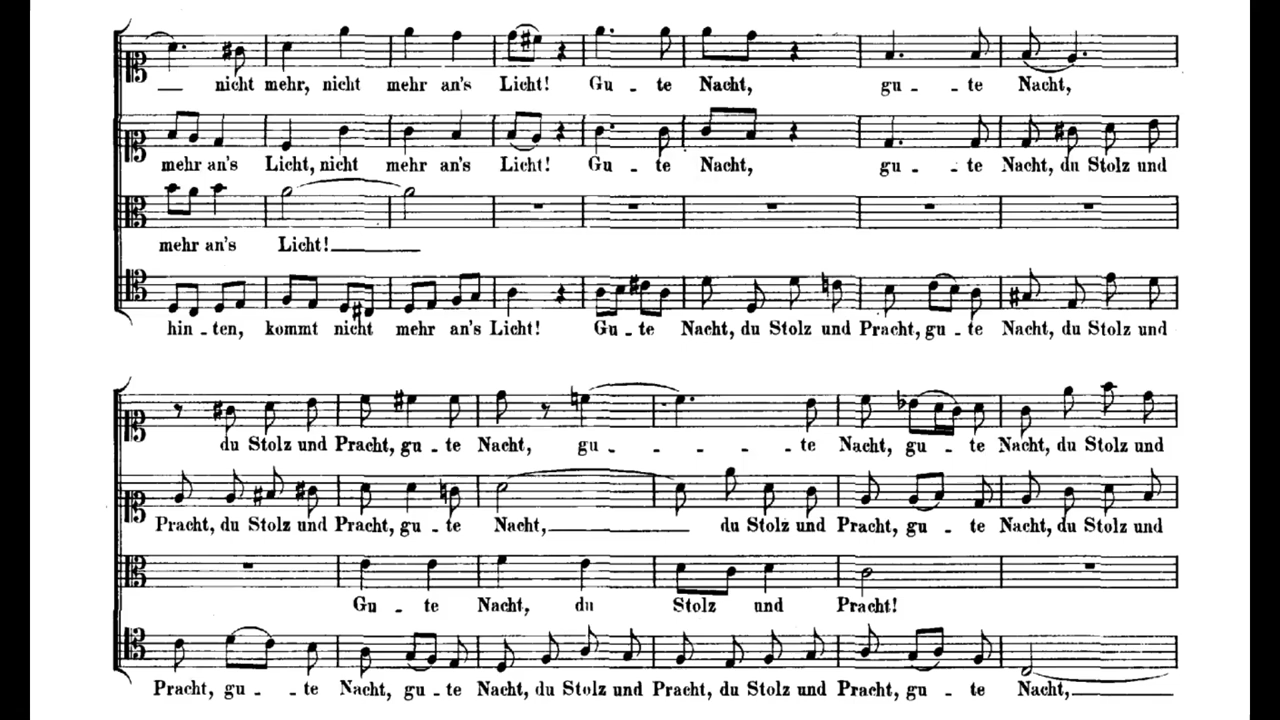 nicht mehr, nicht mehr an's Licht! Gu - te Nacht, gu - - te Nacht,
mehr an's Licht, nicht mehr an's Licht! Gu - te Nacht, gu - - te Nacht, du Stolz und
mehr an's Licht!
hin - ten, kommt nicht mehr an's Licht! Gu - te Nacht, du Stolz und Pracht, gu - te Nacht, du Stolz und
du Stolz und Pracht, gu - te Nacht, gu - - - - te Nacht, gu - te Nacht, du Stolz und
Pracht, du Stolz und Pracht, gu - te Nacht, du Stolz und Pracht, gu - te Nacht, du Stolz und
Gu - te Nacht, du Stolz und Pracht!
Pracht, gu - - te Nacht, gu - te Nacht, du Stolz und Pracht, du Stolz und Pracht, gu - te Nacht,